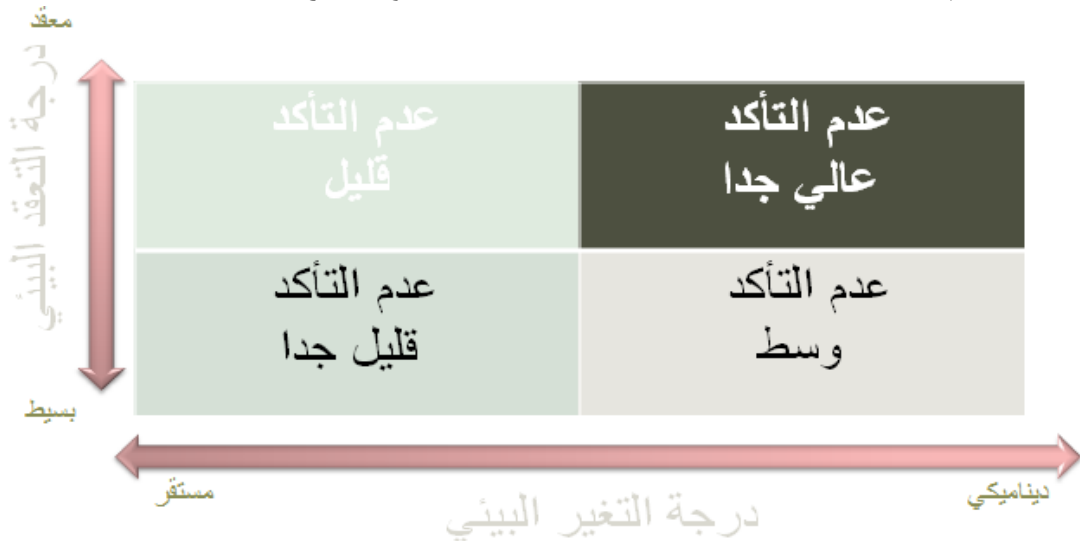 معقد
درجة التعقد البيئي
عدم التأكد
عالي جدا
عدم التأكد
قليل
عدم التأكد
وسط
عدم التأكد
قليل جدا
بسيط
ديناميكي
مستقر
درجة التغير البيئي